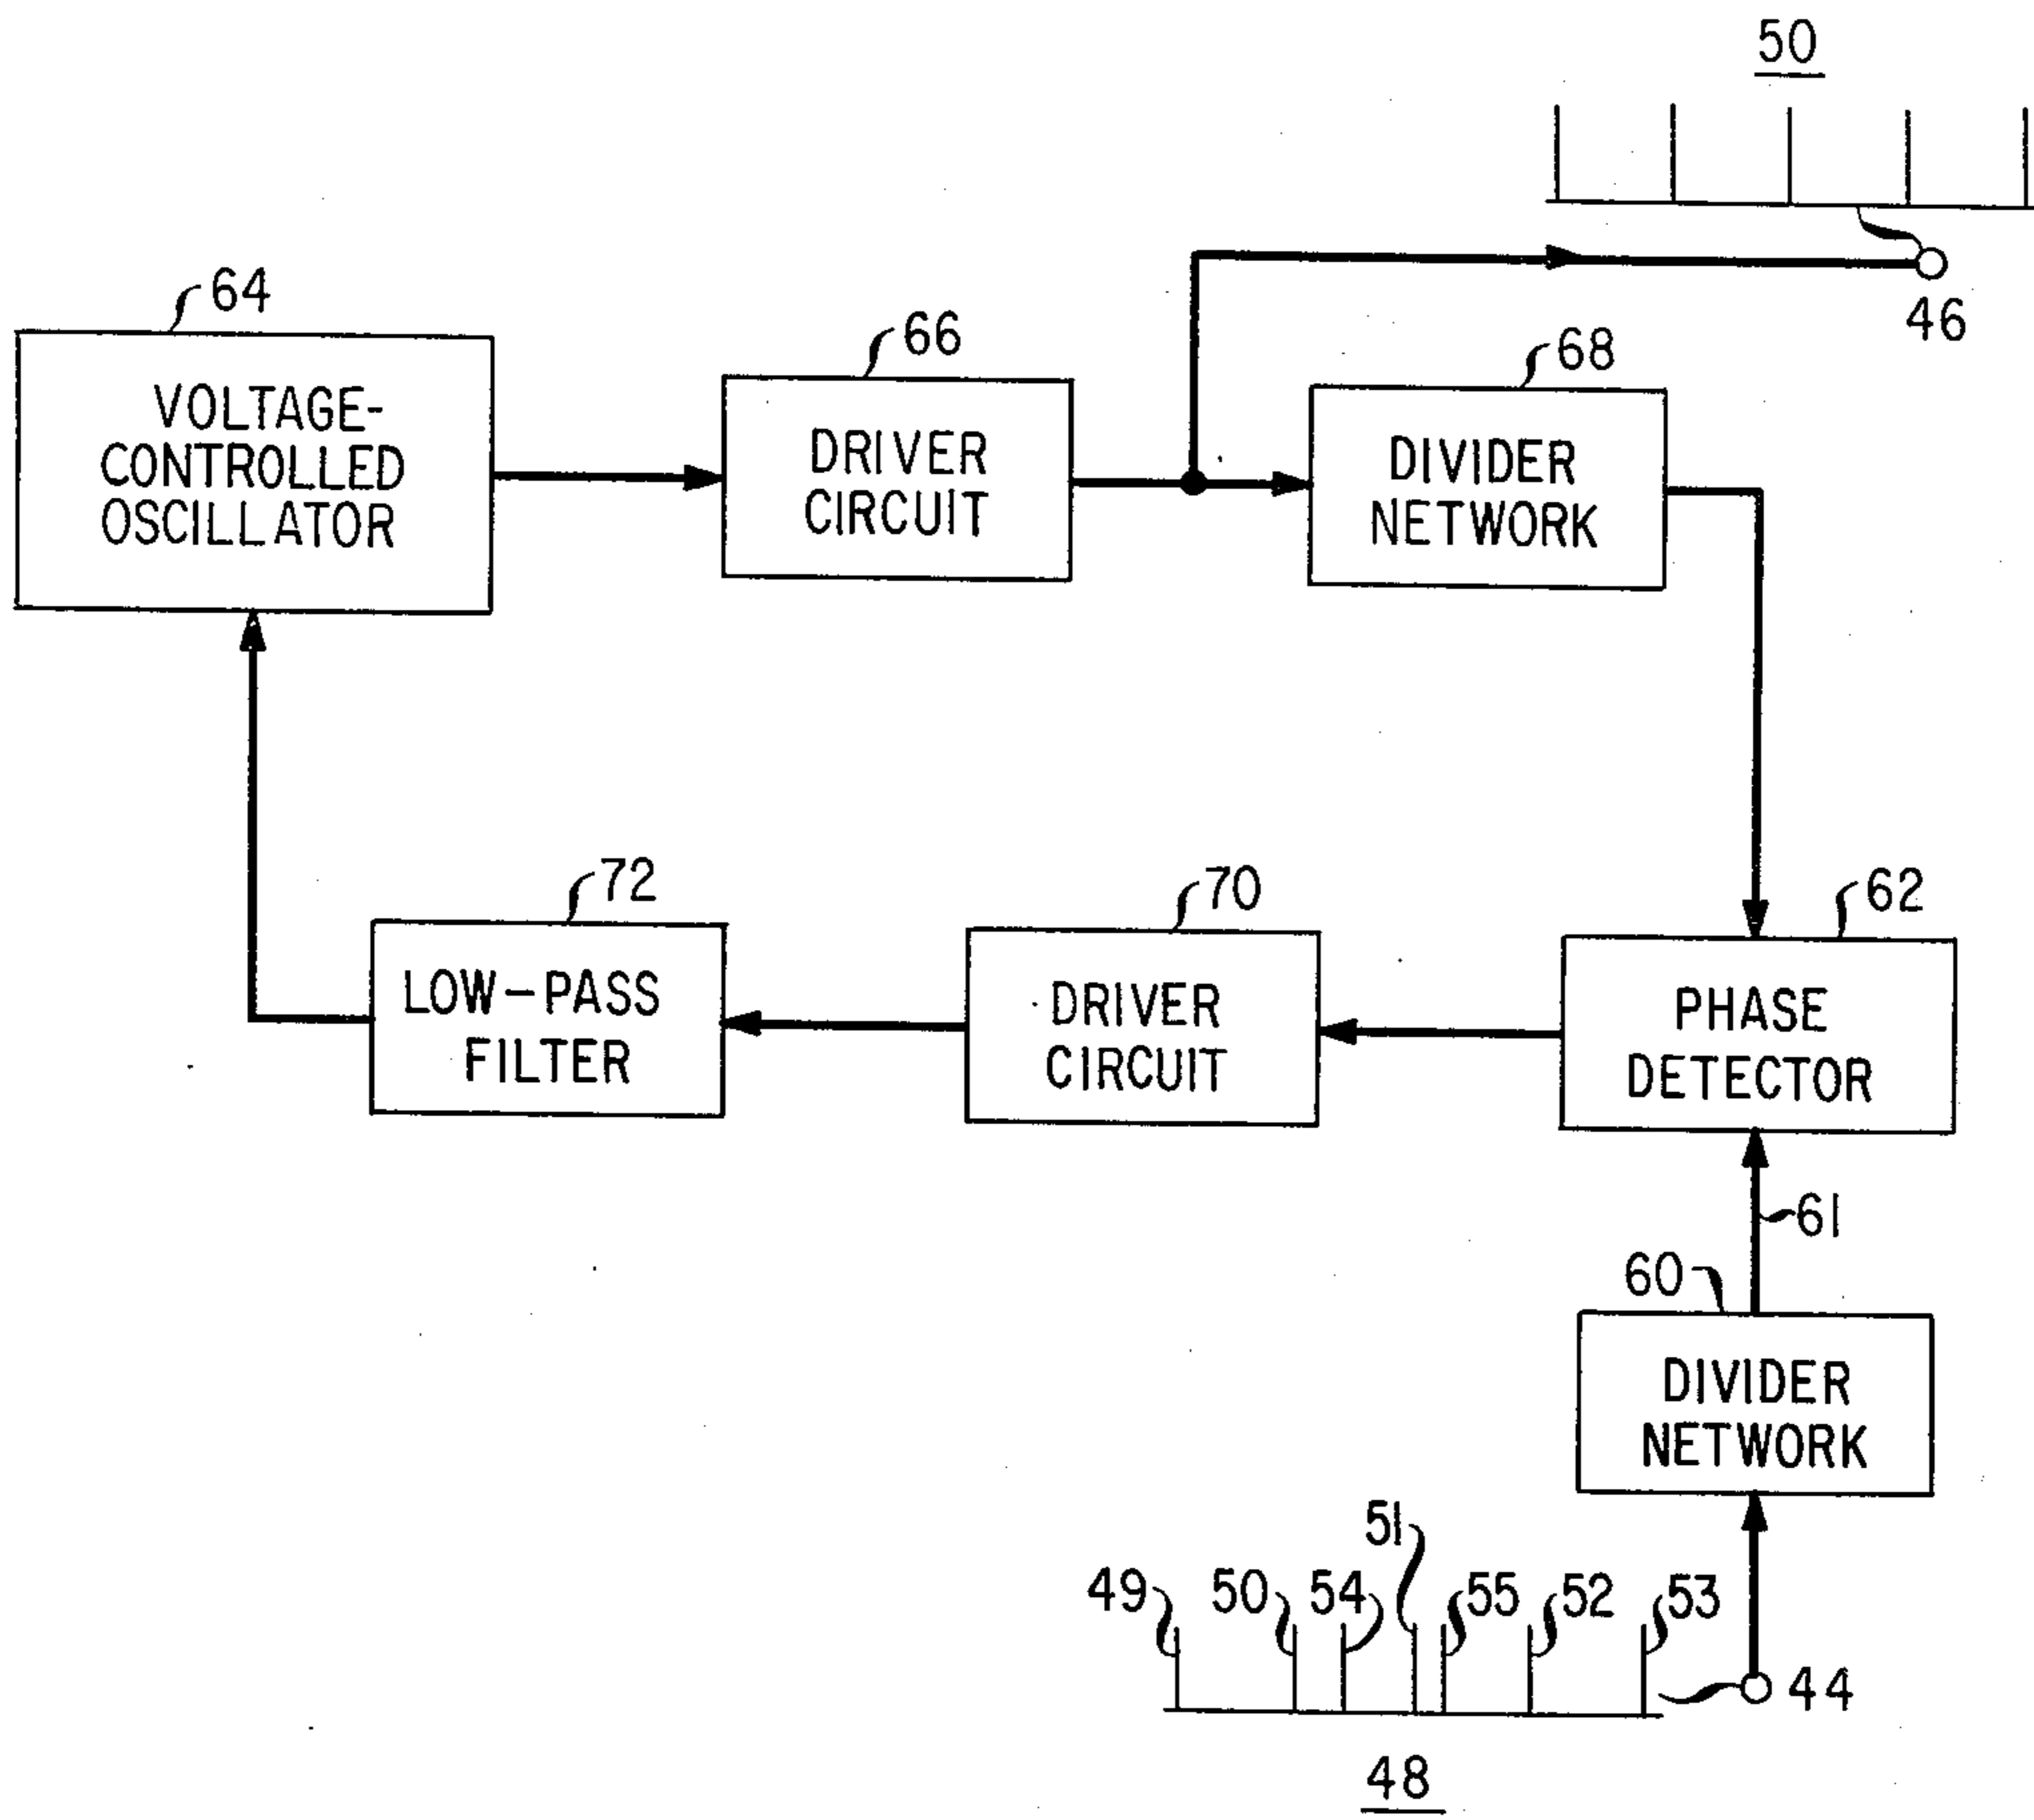 50
46
64
VOLTAGE-
CONTROLLED
OSCILLATOR
66
DRIVER
CIRCUIT
68
DIVIDER
NETWORK
72
LOW-PASS
FILTER
70
DRIVER
CIRCUIT
62
PHASE
DETECTOR
61
60
DIVIDER
NETWORK
49 50 54 51 55 52 53
44
48